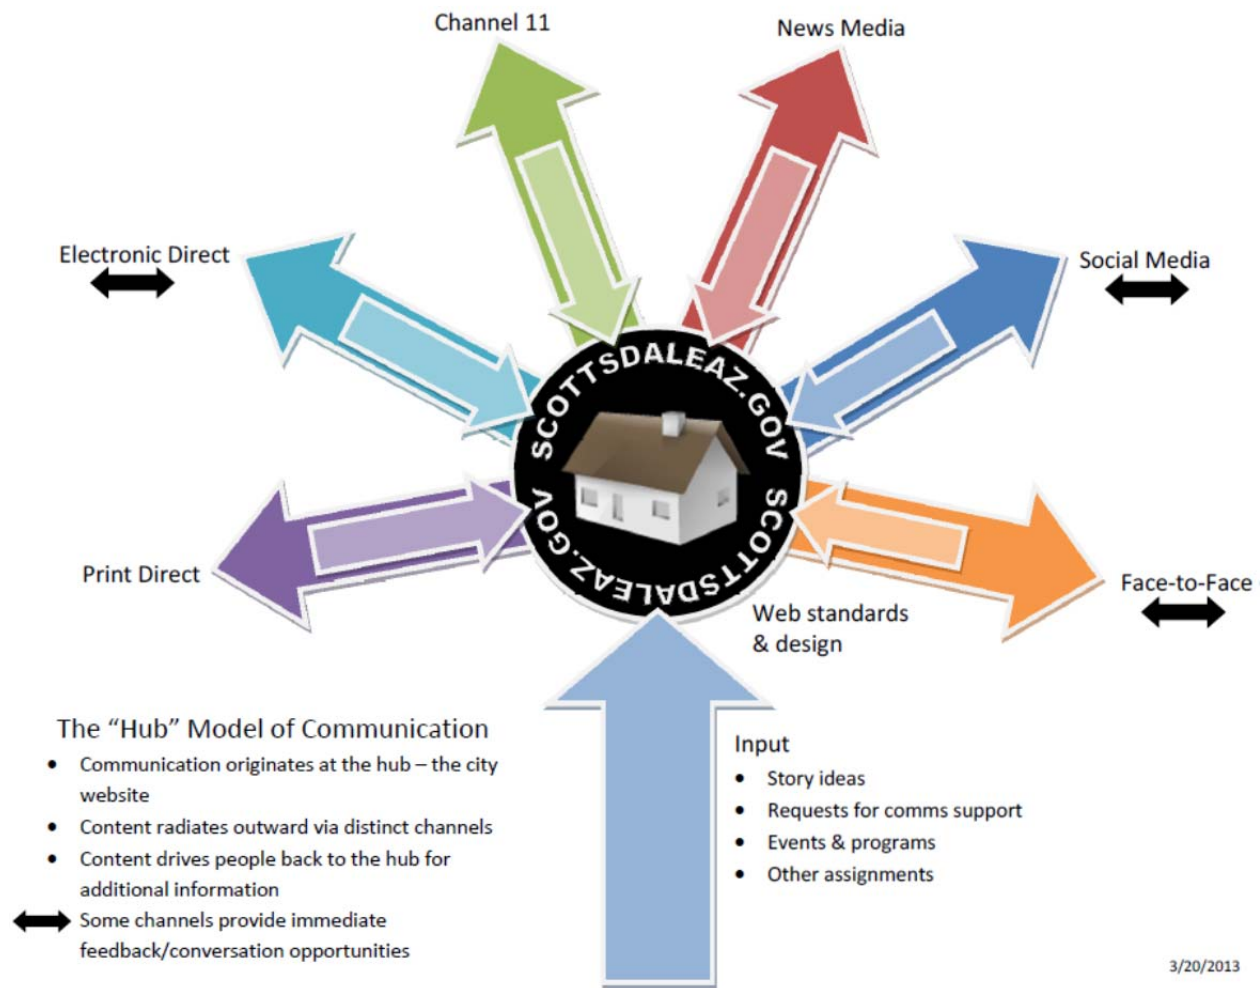 Channel 11
News Media
Electronic Direct
Social Media
SCOTTSDALEAZ.GOV
SCOTTSDALEAZ.GOV
Print Direct
Face-to-Face
Web standards
& design
The “Hub” Model of Communication
• Communication originates at the hub – the city
website
• Content radiates outward via distinct channels
• Content drives people back to the hub for
additional information
Some channels provide immediate
feedback/conversation opportunities
Input
• Story ideas
• Requests for comms support
• Events & programs
• Other assignments
3/20/2013